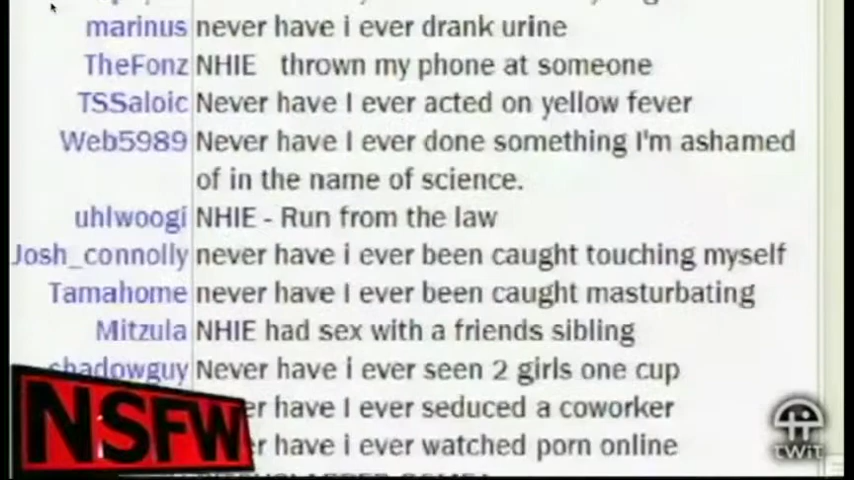 marinus never have i ever drank urine
TheFonz NHIE thrown my phone at someone
TSSaloic Never have I ever acted on yellow fever
Web5989 Never have I ever done something I'm ashamed
of in the name of science.
uhlwoogi NHIE - Run from the law
Josh_connolly never have i ever been caught touching myself
Tamahome never have i ever been caught masturbating
Mitzula NHIE had sex with a friends sibling
shadowguy Never have i ever seen 2 girls one cup
er have I ever seduced a coworker
er have i ever watched porn online
NSFW
TWiT